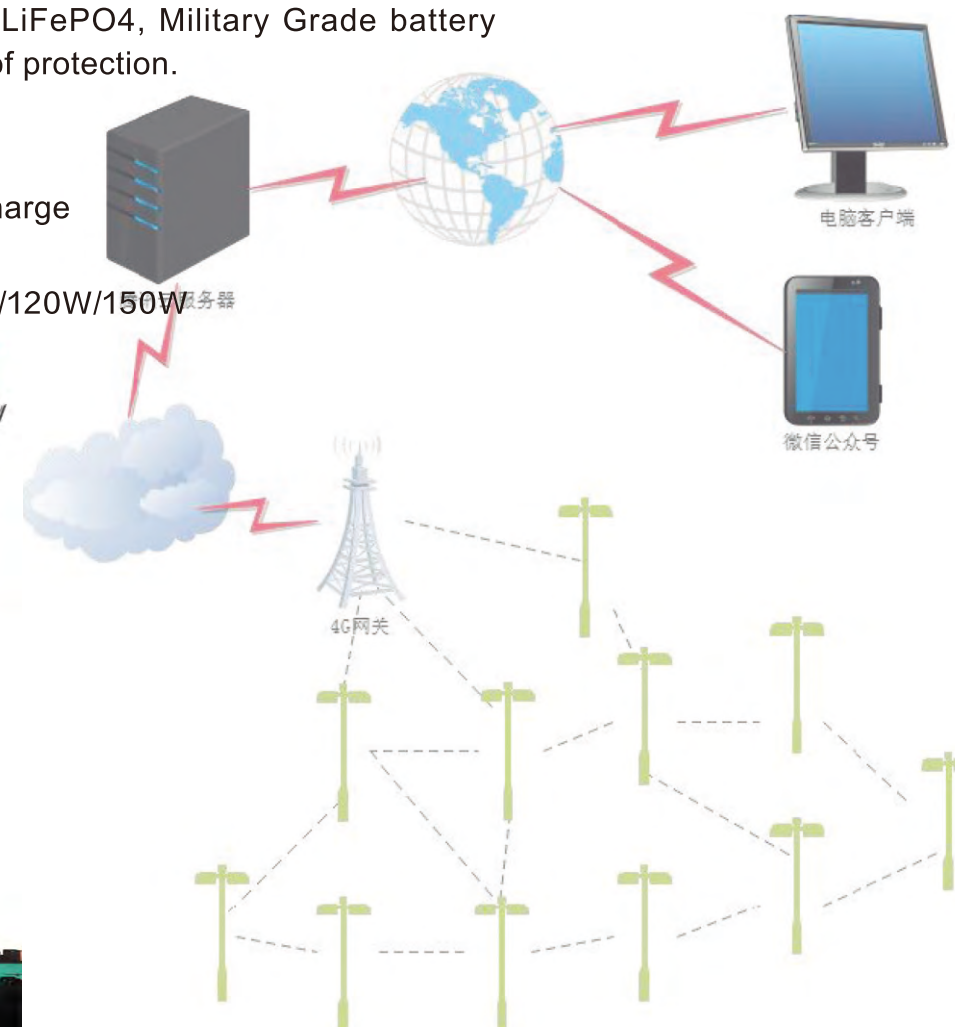 LiFePO4, Military Grade battery
of protection.
电脑客户端
harge
/120W/150W
服务器
微信公众号
4G网关